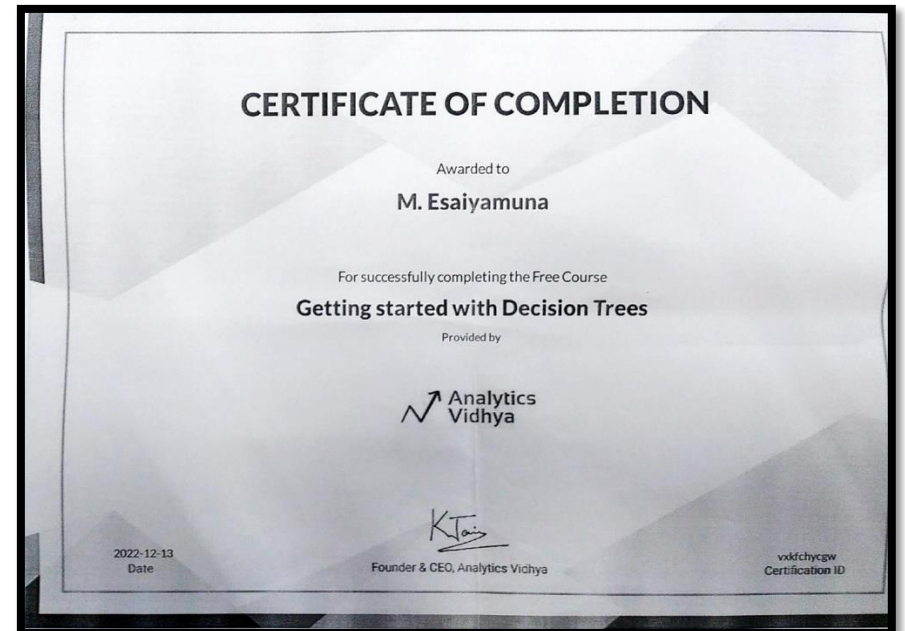 CERTIFICATE OF COMPLETION
Awarded to
M. Esaiyamuna
For successfully completing the Free Course
Getting started with Decision Trees
Provided by
Analytics
Vidhya
K Jain
2022-12-13
Date
Founder & CEO, Analytics Vidhya
vxkfchycgw
Certification ID